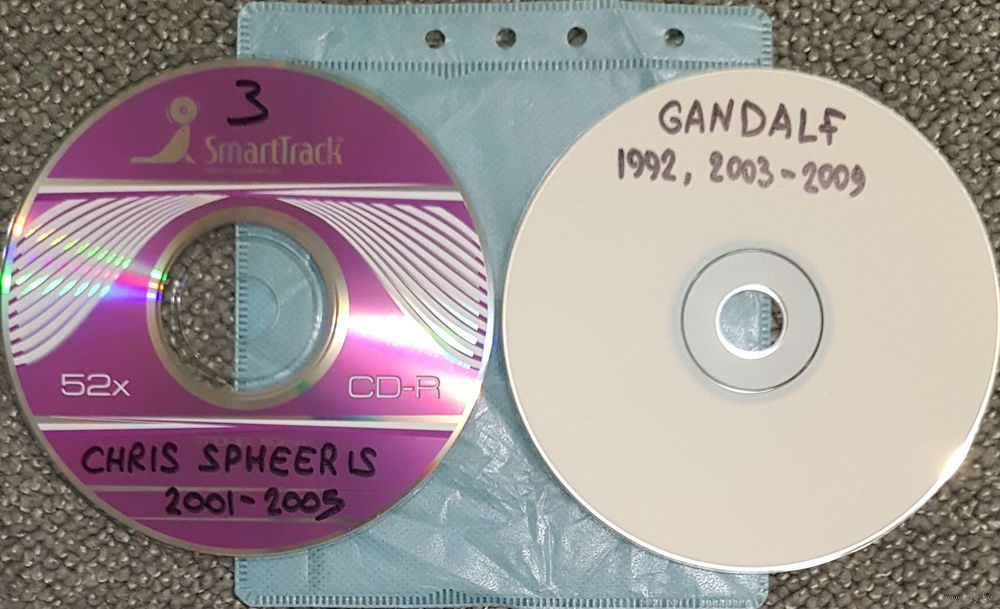 3
SmartTrack
52x
CD-R
CHRIS SPHEERIS
2001-2005
GANDALF
1992, 2003-2009